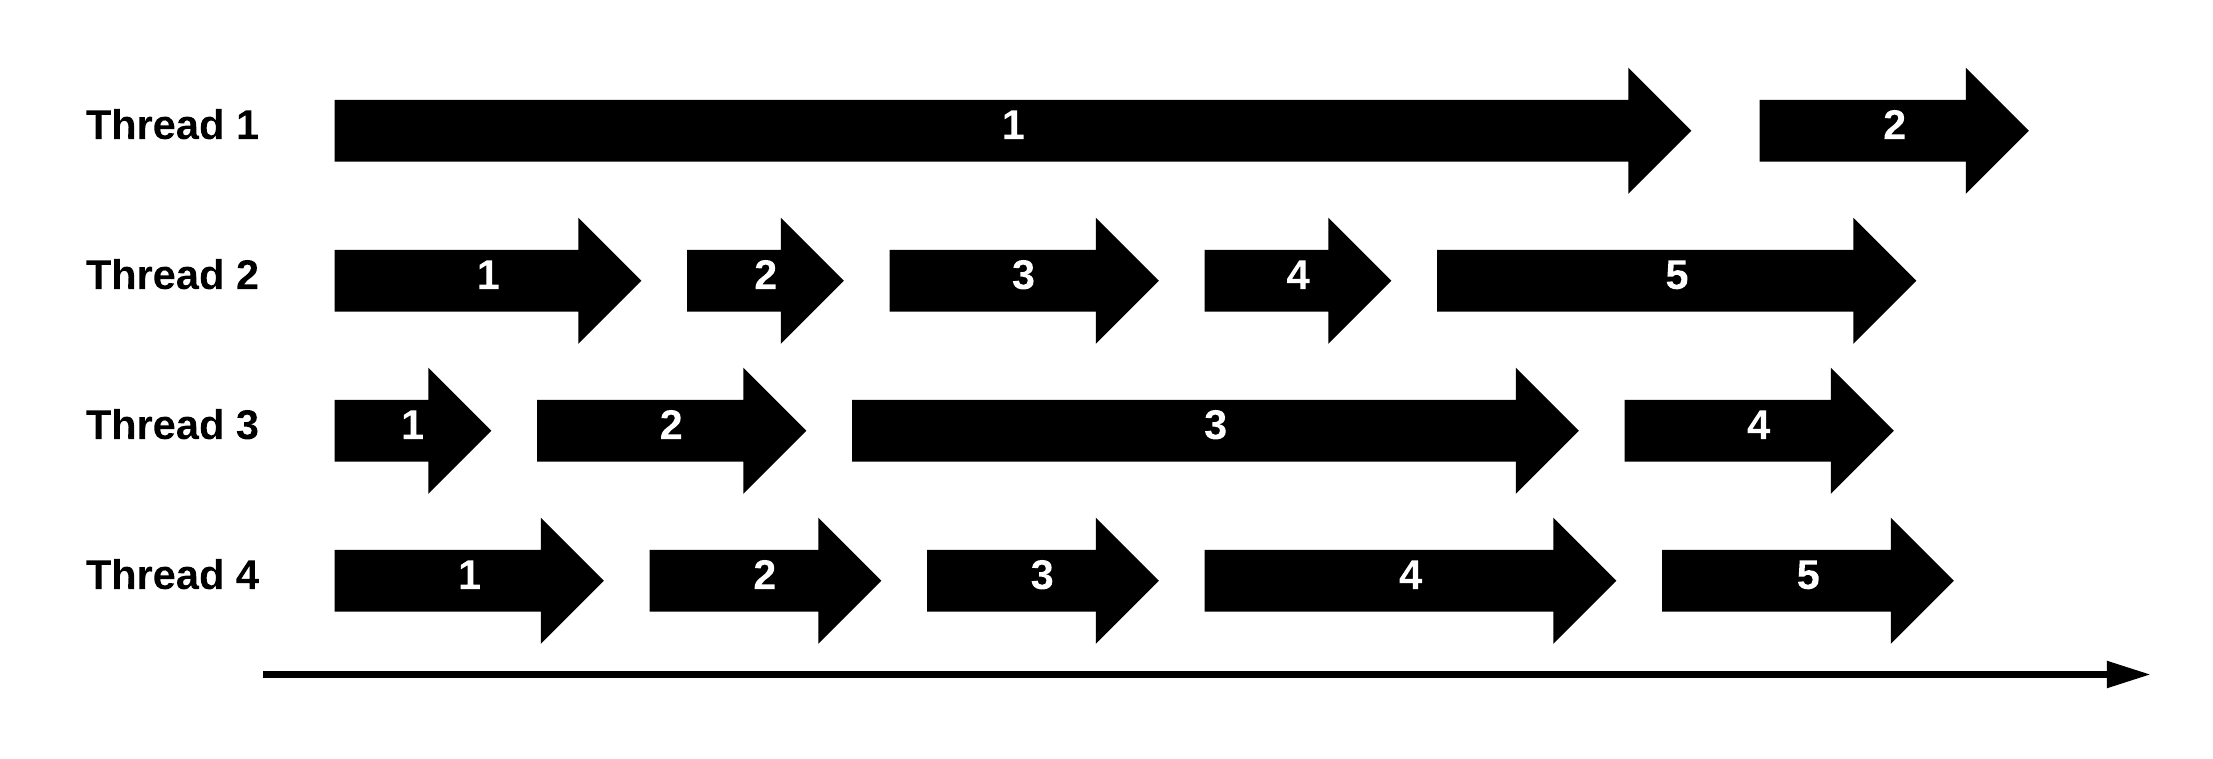 Thread 1 1 2
Thread 2 1 2 3 4 5
Thread 3 1 2 3 4
Thread 4 1 2 3 4 5